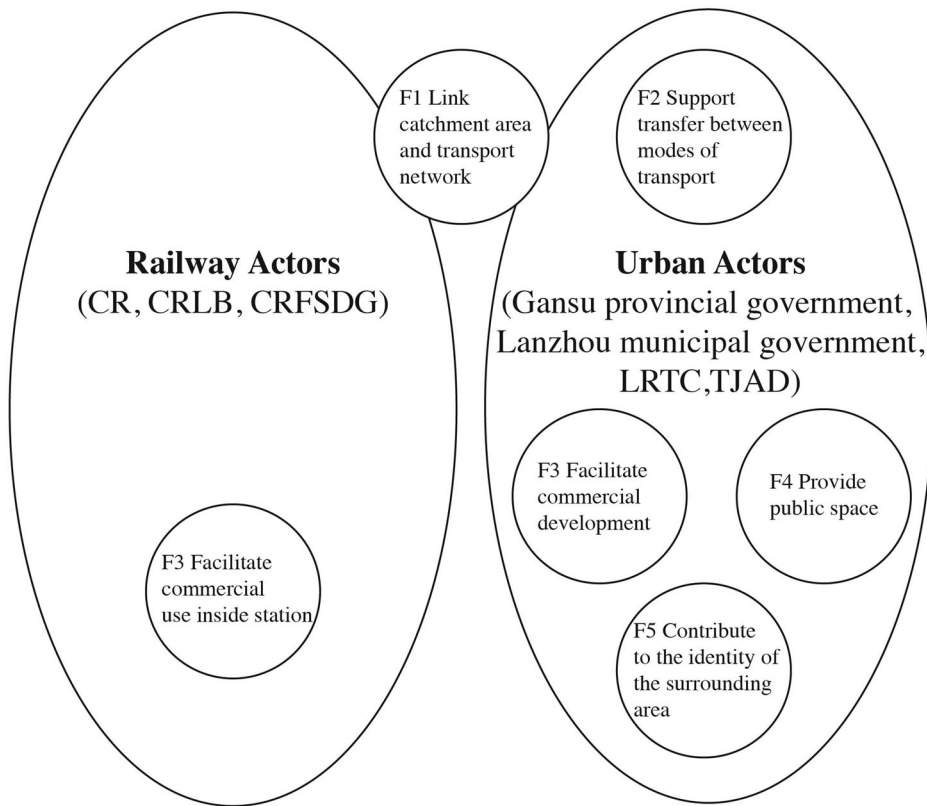 F1 Link
catchment area
and transport
network
F2 Support
transfer between
modes of
transport
Railway Actors
(CR, CRLB, CRFSDG)
Urban Actors
(Gansu provincial government,
Lanzhou municipal government,
LRTC,TJAD)
F3 Facilitate
commercial
development
F4 Provide
public space
F3 Facilitate
commercial
use inside station
F5 Contribute
to the identity of
the surrounding
area